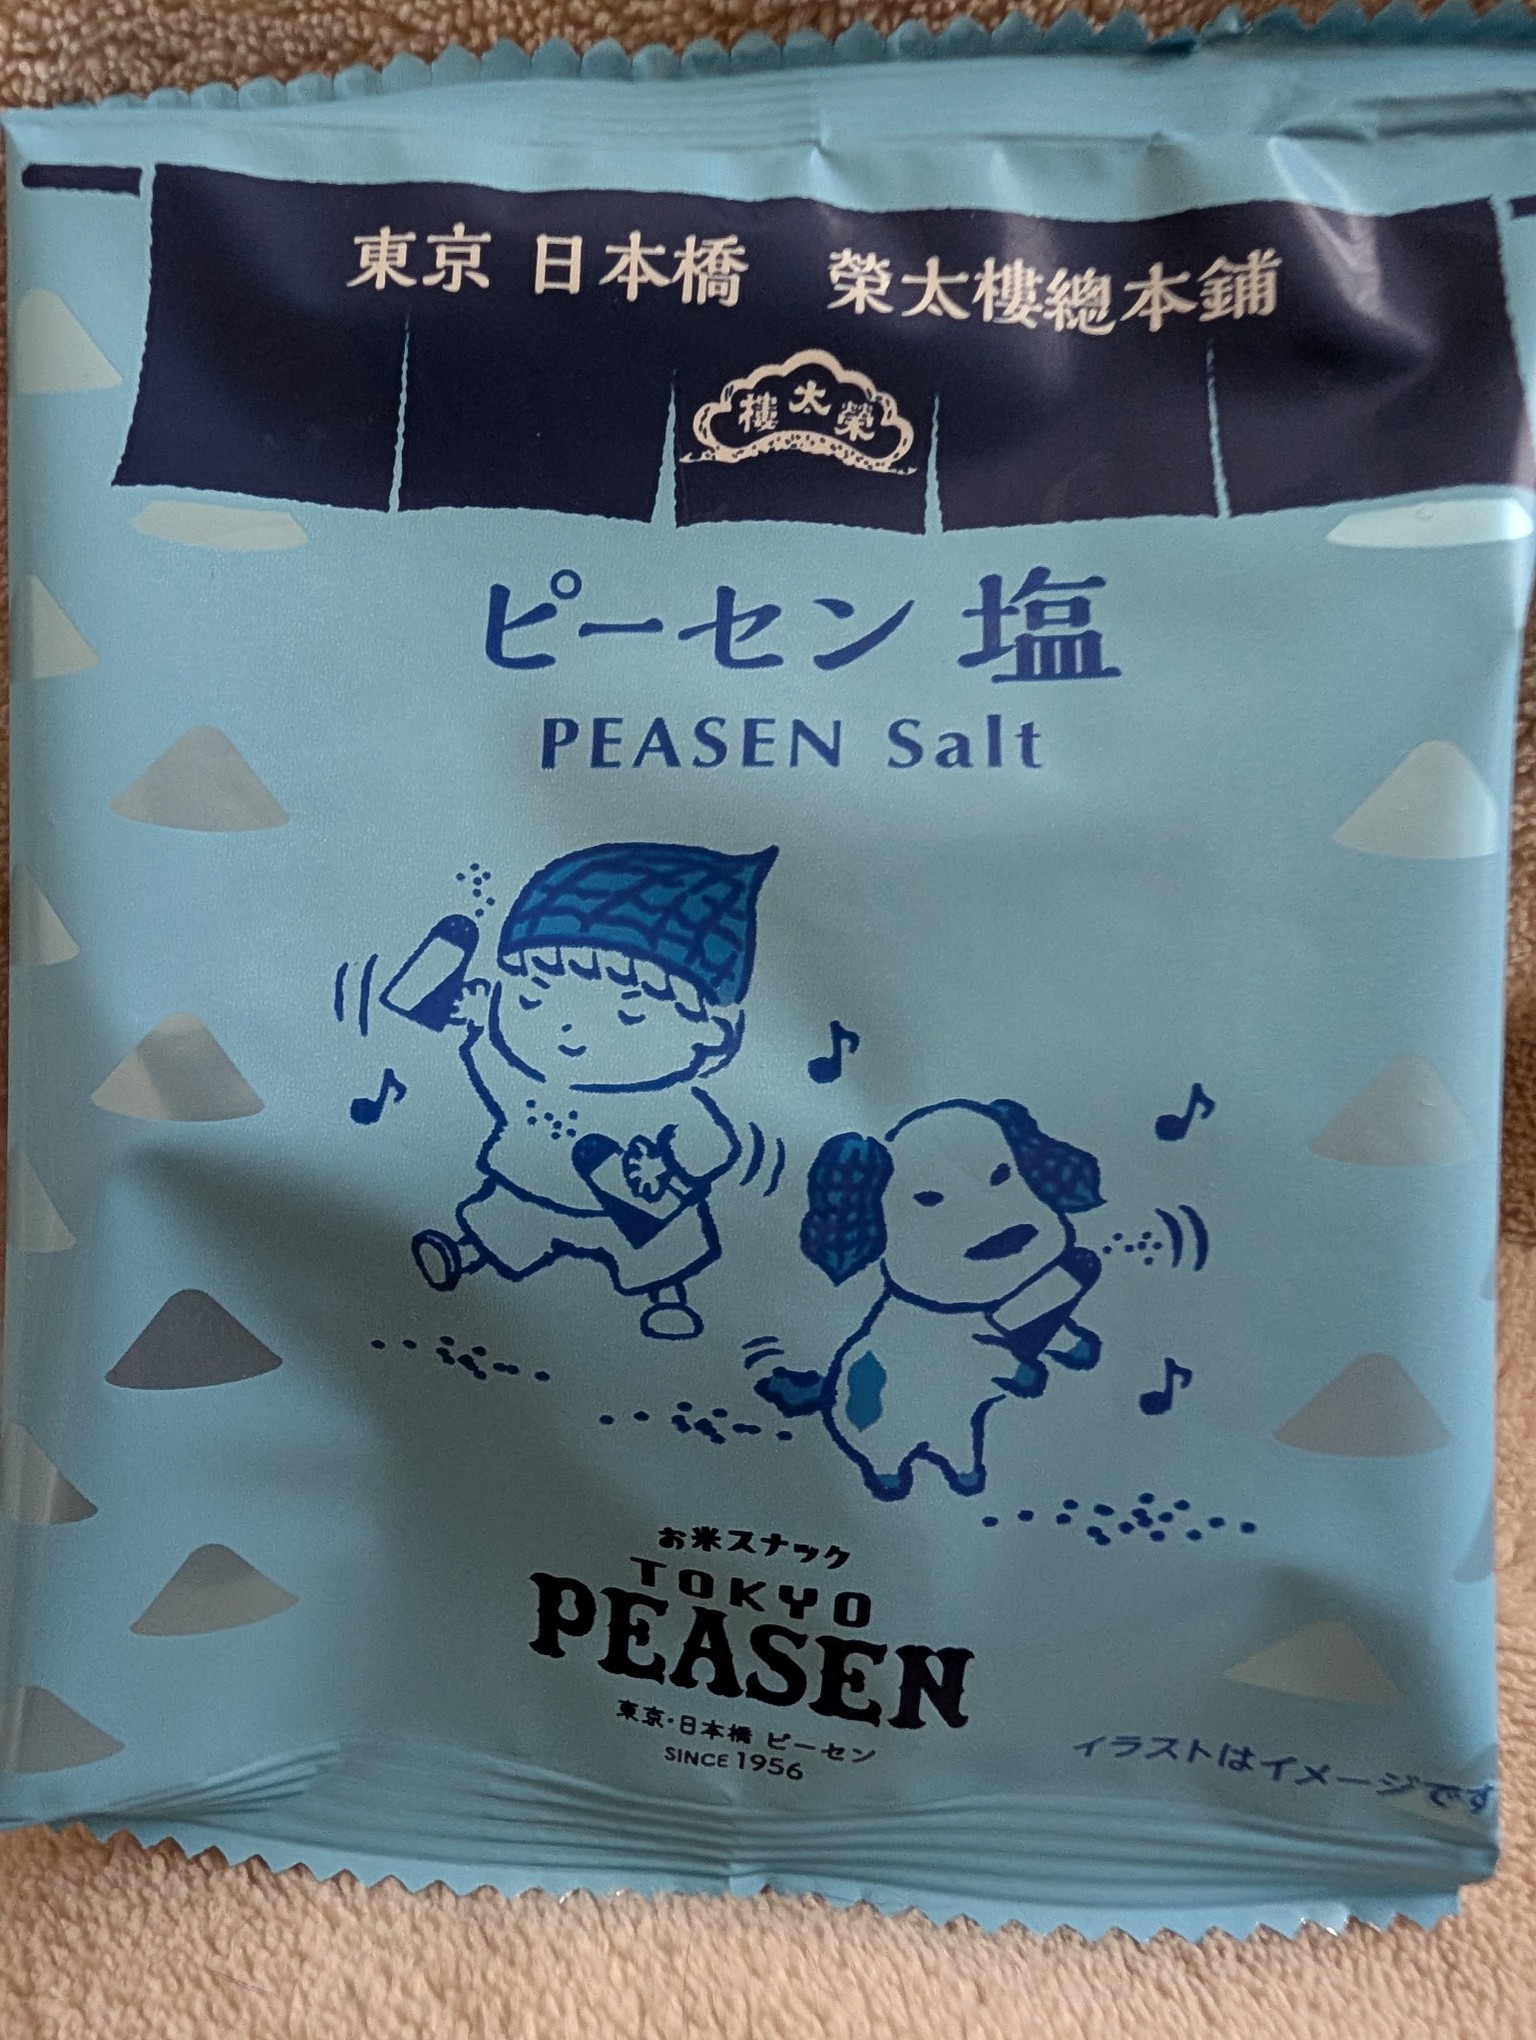 東京 日本橋 榮太樓總本鋪
樓太榮
ピーセン 塩
PEASEN Salt
お米スナック
TOKYO
PEASEN
東京・日本橋 ピーセン
SINCE 1956
イラストはイメージです